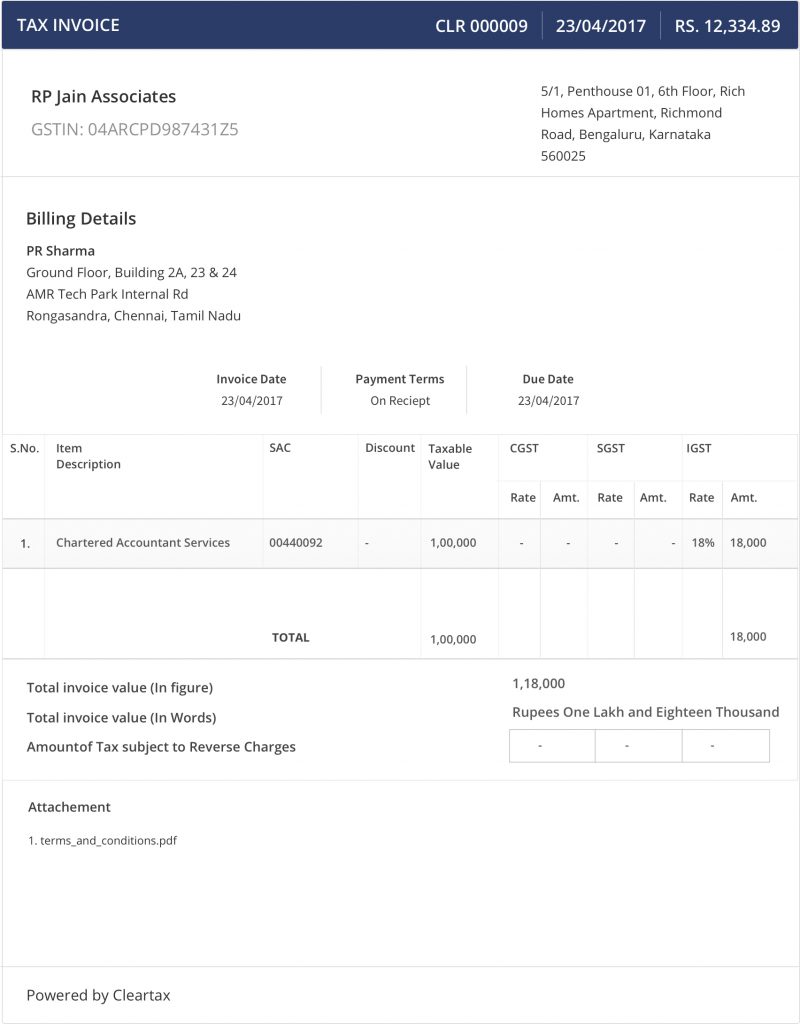 TAX INVOICE CLR 000009 23/04/2017 RS. 12,334.89
RP Jain Associates
GSTIN: 04ARCPD987431Z5
5/1, Penthouse 01, 6th Floor, Rich
Homes Apartment, Richmond
Road, Bengaluru, Karnataka
560025
Billing Details
PR Sharma
Ground Floor, Building 2A, 23 & 24
AMR Tech Park Internal Rd
Rongasandra, Chennai, Tamil Nadu
Invoice Date Payment Terms Due Date
23/04/2017 On Reciept 23/04/2017
S.No. Item SAC Discount Taxable CGST SGST IGST
Description Value
Rate Amt. Rate Amt. Rate Amt.
1. Chartered Accountant Services 00440092 - 1,00,000 - - - - 18% 18,000
TOTAL 1,00,000 18,000
Total invoice value (In figure) 1,18,000
Total invoice value (In Words) Rupees One Lakh and Eighteen Thousand
Amountof Tax subject to Reverse Charges - - -
Attachement
1. terms_and_conditions.pdf
Powered by Cleartax